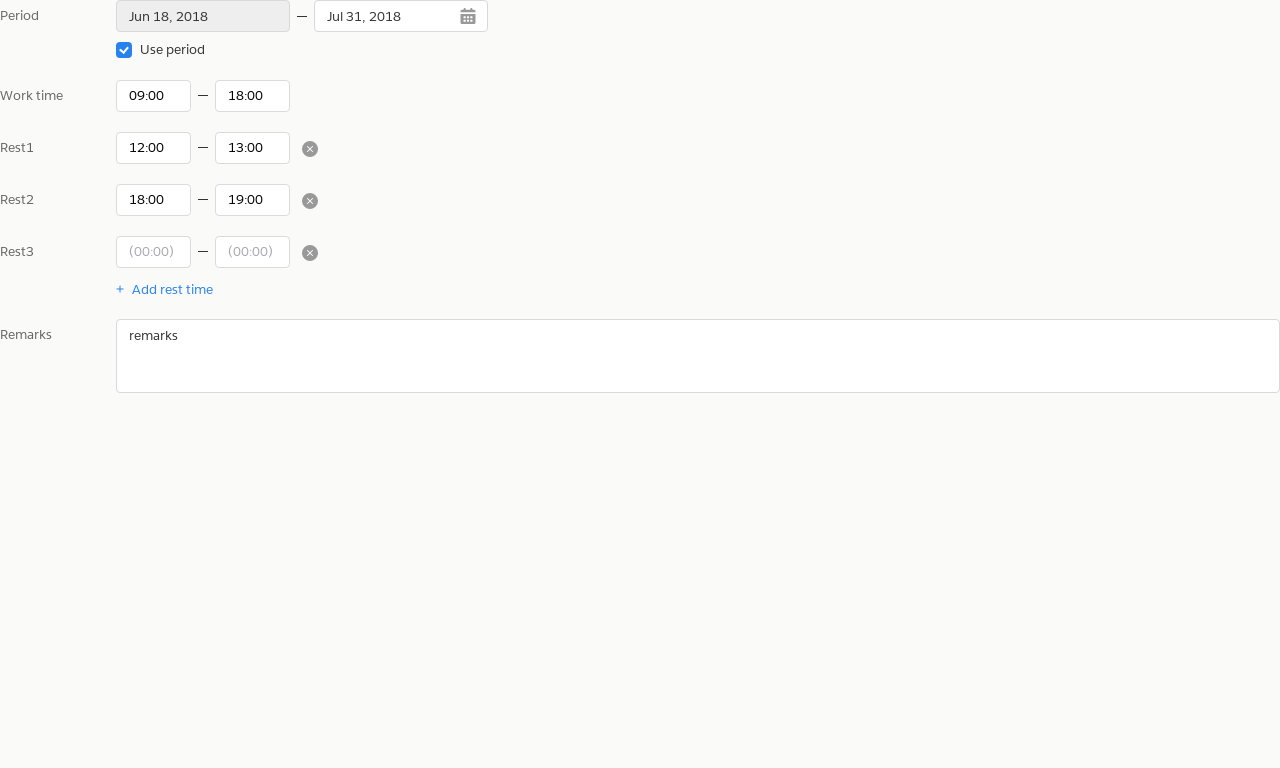 Period Jun 18, 2018 — Jul 31, 2018
Use period
Work time 09:00 — 18:00
Rest1 12:00 — 13:00
Rest2 18:00 — 19:00
Rest3 (00:00) — (00:00)
+ Add rest time
Remarks remarks